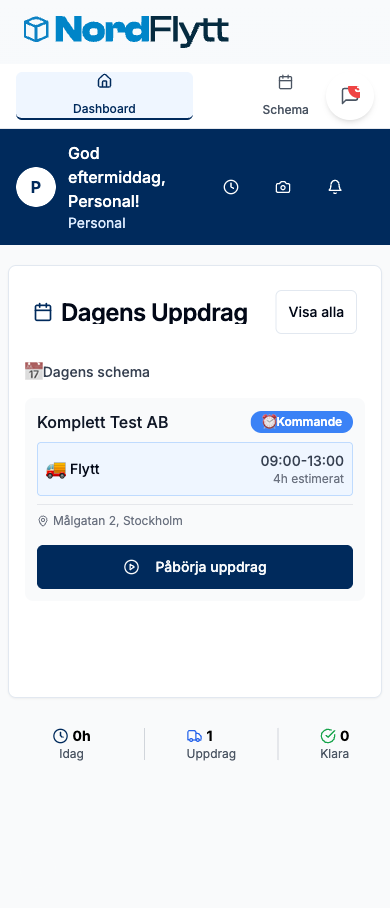 NordFlytt
Dashboard
Schema
P
God
eftermiddag,
Personal!
Personal
Dagens Uppdrag
Visa alla
📅Dagens schema
Komplett Test AB
⏰Kommande
🚚 Flytt
09:00-13:00
4h estimerat
Målgatan 2, Stockholm
Påbörja uppdrag
0h
Idag
1
Uppdrag
0
Klara